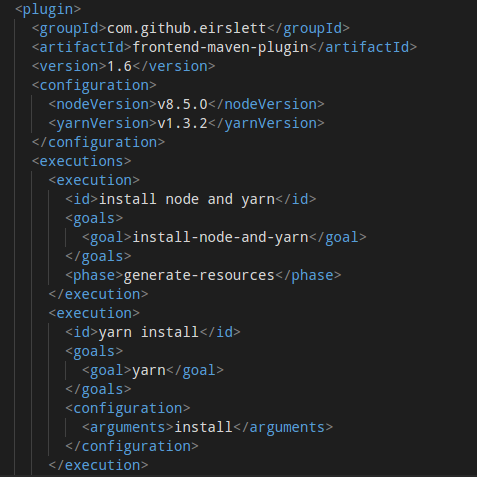 <plugin>
<groupId>com.github.eirslett</groupId>
<artifactId>frontend-maven-plugin</artifactId>
<version>1.6</version>
<configuration>
<nodeVersion>v8.5.0</nodeVersion>
<yarnVersion>v1.3.2</yarnVersion>
</configuration>
<executions>
<execution>
<id>install node and yarn</id>
<goals>
<goal>install-node-and-yarn</goal>
</goals>
<phase>generate-resources</phase>
</execution>
<execution>
<id>yarn install</id>
<goals>
<goal>yarn</goal>
</goals>
<configuration>
<arguments>install</arguments>
</configuration>
</execution>